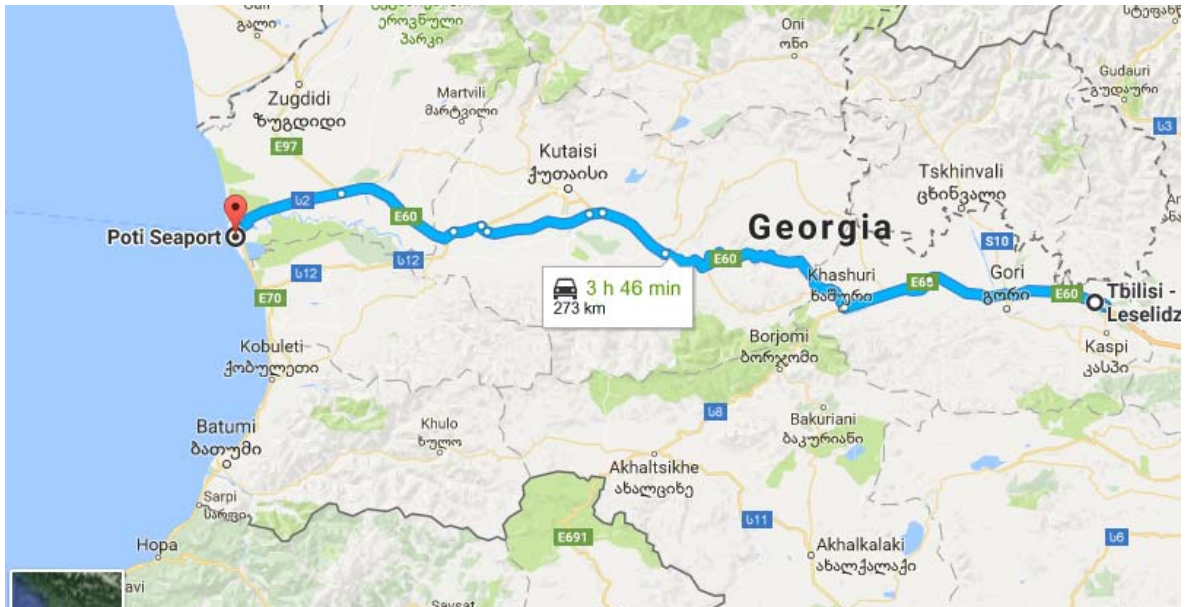 გალი
ეროვნული
პარკი
Oni
ონი
Gudauri
გუდაური
Zugdidi
ზუგდიდი
Martvili
მარტვილი
ს3
E97
Kutaisi
ქუთაისი
Tskhinvali
ცხინვალი
ს2
E60
Georgia
S10
Poti Seaport
ს12
ს12
E60
Khashuri
ხაშური
Gori
გორი
E60
Tbilisi -
Leselidz
E70
3 h 46 min
273 km
Kaspi
კასპი
Kobuleti
ქობულეთი
Borjomi
ბორჯომი
ს8
Batumi
ბათუმი
Khulo
ხულო
Bakuriani
ბაკურიანი
Akhaltsikhe
ახალციხე
Sarpi
სარფი
ს11
ს6
Hopa
E691
Akhalkalaki
ახალქალაქი
avi